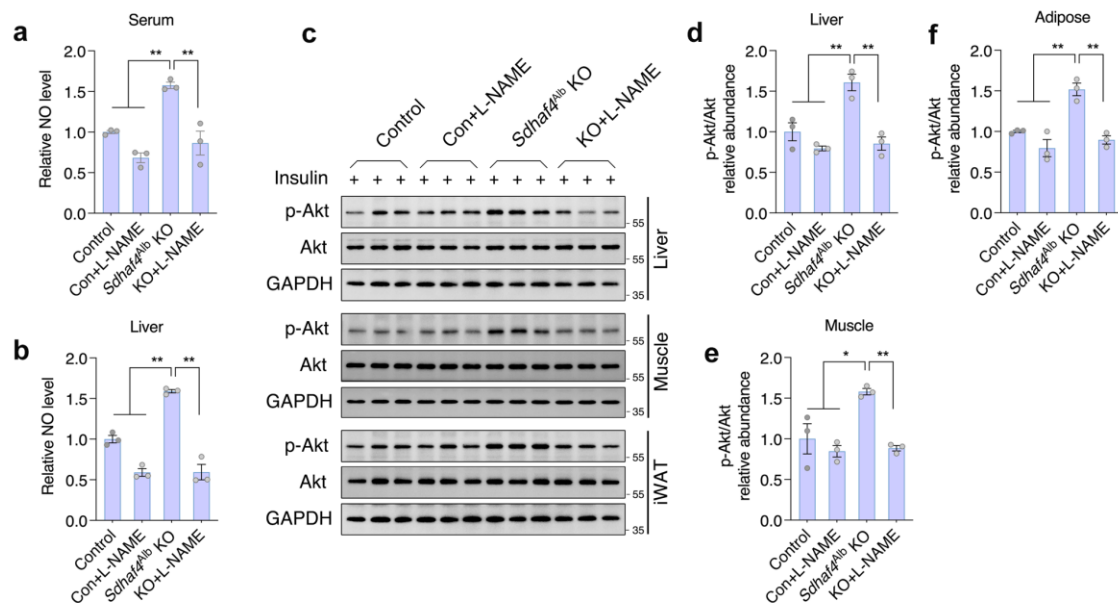 a
Serum
Relative NO level
2.0
1.5
1.0
0.5
0.0
**
**
Control
Con+L-NAME
Sdhaf4Alb KO
KO+L-NAME
b
Liver
Relative NO level
2.0
1.5
1.0
0.5
0.0
**
**
Control
Con+L-NAME
Sdhaf4Alb KO
KO+L-NAME
c
Control
Con+L-NAME
Sdhaf4Alb KO
KO+L-NAME
Insulin + + + + + + + + + + + +
p-Akt
55
Akt
55
GAPDH
35
Liver
p-Akt
55
Akt
55
GAPDH
35
Muscle
p-Akt
55
Akt
55
GAPDH
35
iWAT
d
Liver
p-Akt/Akt
relative abundance
2.0
1.5
1.0
0.5
0.0
**
**
Control
Con+L-NAME
Sdhaf4Alb KO
KO+L-NAME
e
Muscle
p-Akt/Akt
relative abundance
2.0
1.5
1.0
0.5
0.0
*
**
Control
Con+L-NAME
Sdhaf4Alb KO
KO+L-NAME
f
Adipose
p-Akt/Akt
relative abundance
2.0
1.5
1.0
0.5
0.0
**
**
Control
Con+L-NAME
Sdhaf4Alb KO
KO+L-NAME